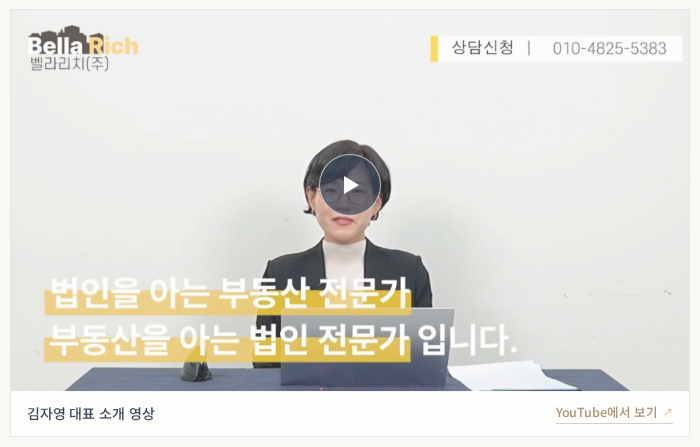 Bella Rich
벨라리치(주)
상담신청 | 010-4825-5383
법인을 아는 부동산 전문가
부동산을 아는 법인 전문가 입니다.
김자영 대표 소개 영상
YouTube에서 보기 ↗